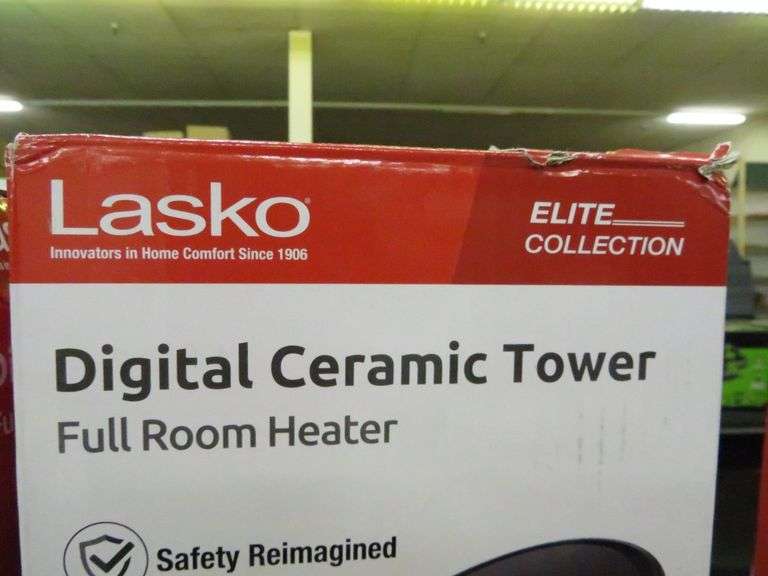 Lasko®
Innovators in Home Comfort Since 1906
ELITE
COLLECTION
Digital Ceramic Tower
Full Room Heater
Safety Reimagined